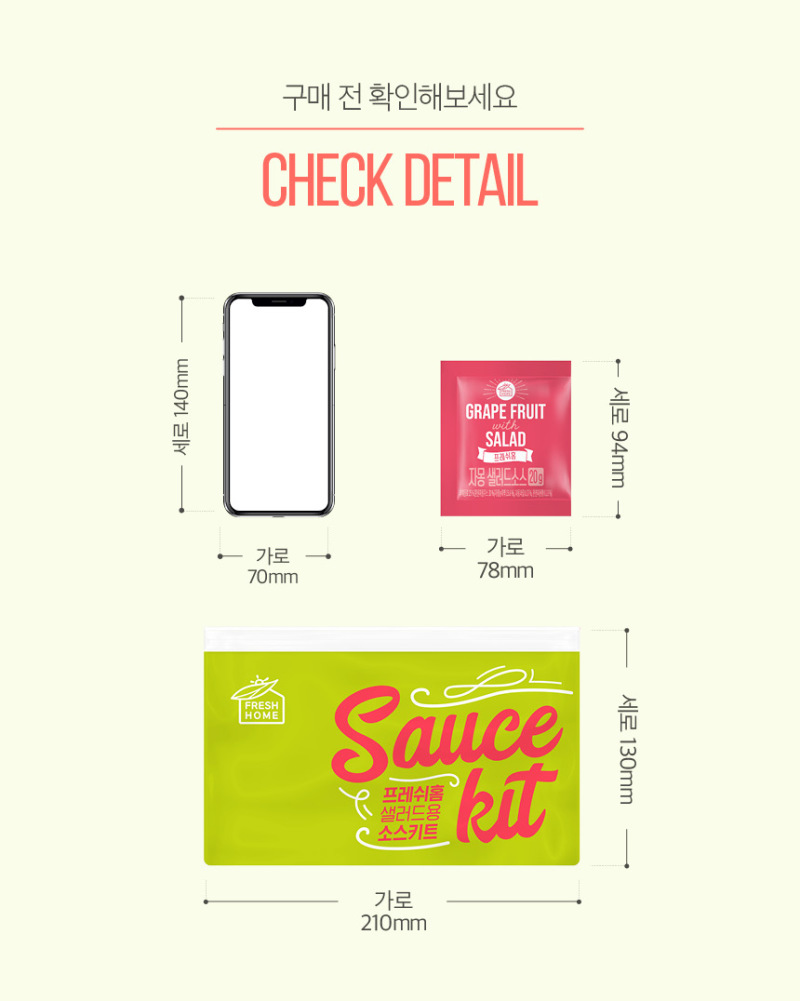 구매 전 확인해보세요
CHECK DETAIL
세로 140mm
가로
70mm
GRAPE FRUIT
with
SALAD
프레쉬홈
자몽 샐러드소스 20g
세로 94mm
가로
78mm
FRESH
HOME
Sauce
kit
프레쉬홈
샐러드용
소스키트
세로 130mm
가로
210mm